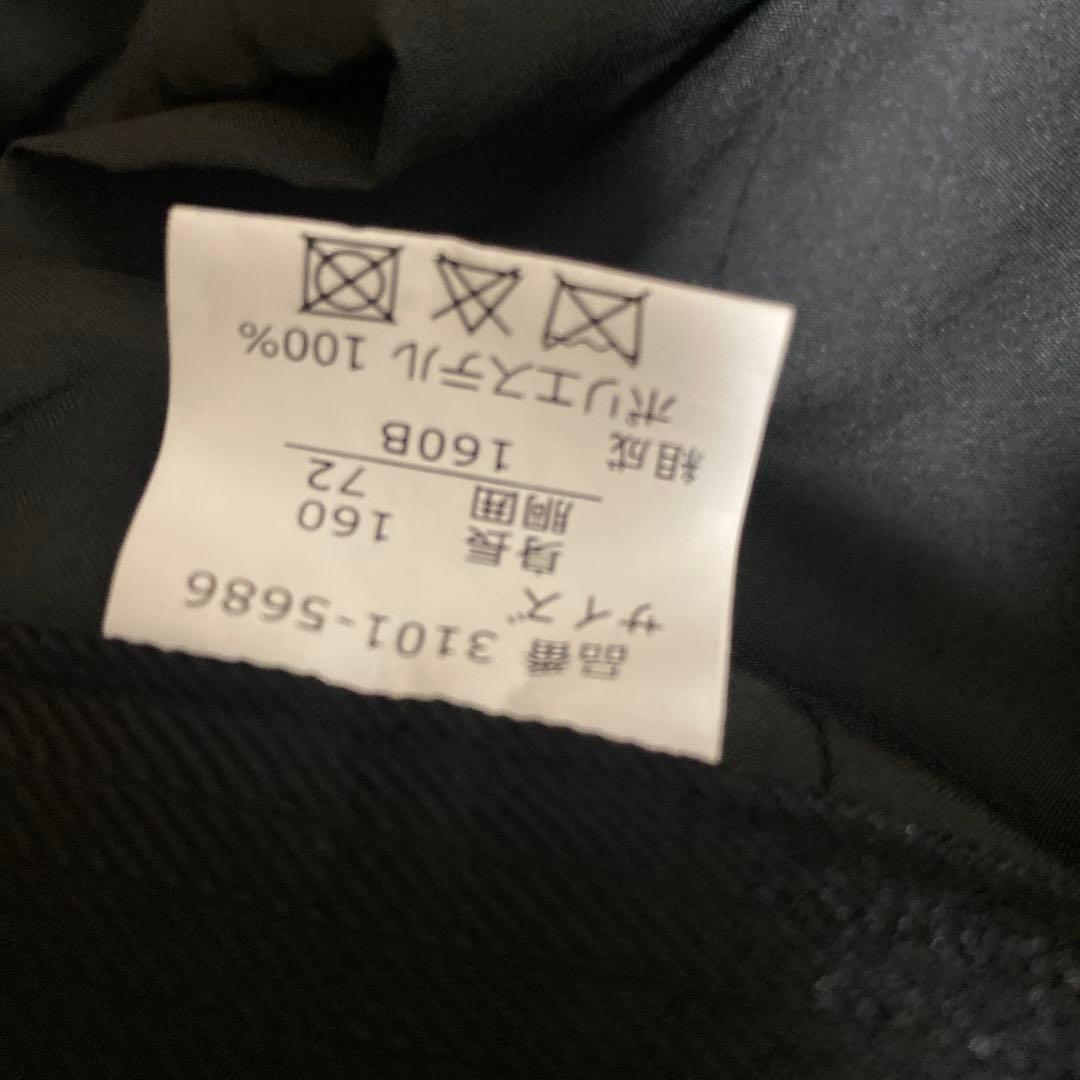 品番 3101-5686
サイズ
身長 160
胴囲 72
160B
組成
ポリエステル 100%